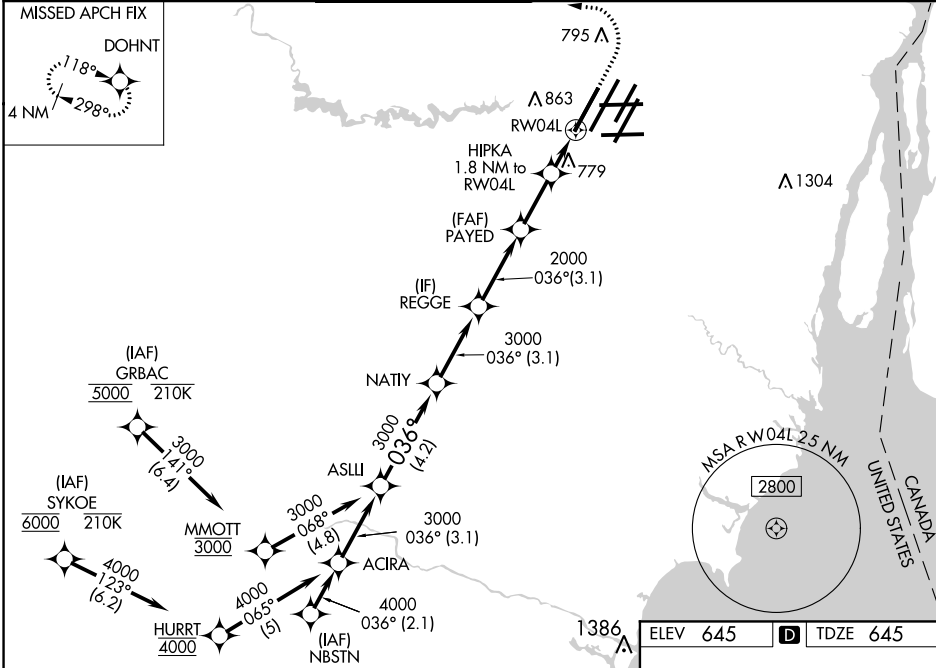 MISSED APCH FIX
DOHNT
118°
298°
4 NM
795
863
RW04L
HIPKA
1.8 NM to
RW04L
779
1304
(FAF)
PAYED
2000
036°(3.1)
(IF)
REGGE
3000
036° (3.1)
NATIY
(IAF)
GRBAC
5000 210K
3000
141°
(6.4)
3000
036°
(4.2)
ASLLI
(IAF)
SYKOE
6000 210K
MMOTT
3000
3000
068°
(4.8)
3000
036° (3.1)
ACIRA
4000
123°
(6.2)
HURRT
4000
4000
065°
(5)
4000
036° (2.1)
(IAF)
NBSTN
MSA RW04L 25 NM
2800
CANADA
UNITED STATES
1386
ELEV 645 D TDZE 645